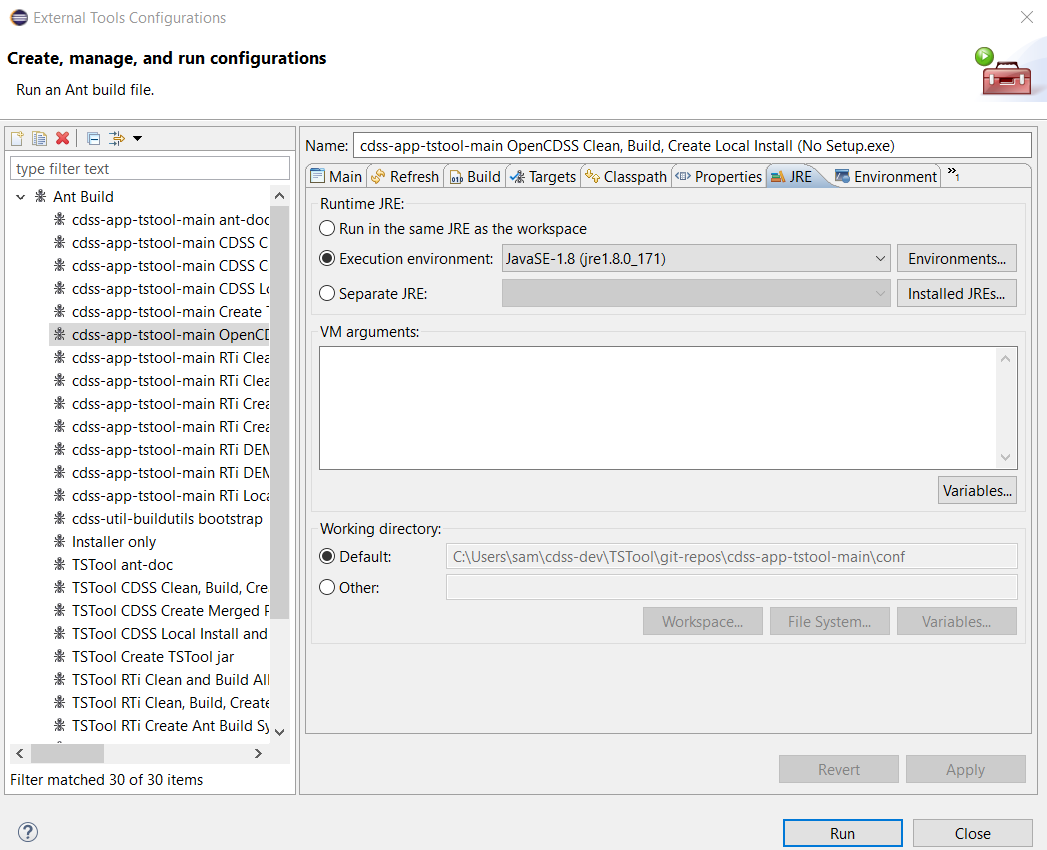 External Tools Configurations
Create, manage, and run configurations
Run an Ant build file.
type filter text
Ant Build
cdss-app-tstool-main ant-doc
cdss-app-tstool-main CDSS C
cdss-app-tstool-main CDSS C
cdss-app-tstool-main CDSS Lo
cdss-app-tstool-main Create T
cdss-app-tstool-main OpenCD
cdss-app-tstool-main RTi Clea
cdss-app-tstool-main RTi Clea
cdss-app-tstool-main RTi Crea
cdss-app-tstool-main RTi Crea
cdss-app-tstool-main RTi DEM
cdss-app-tstool-main RTi DEM
cdss-app-tstool-main RTi Loca
cdss-util-buildutils bootstrap
Installer only
TSTool ant-doc
TSTool CDSS Clean, Build, Cre
TSTool CDSS Create Merged P
TSTool CDSS Local Install and
TSTool Create TSTool jar
TSTool RTi Clean and Build All
TSTool RTi Clean, Build, Create
TSTool RTi Create Ant Build Sy
Filter matched 30 of 30 items
Name: cdss-app-tstool-main OpenCDSS Clean, Build, Create Local Install (No Setup.exe)
Main Refresh Build Targets Classpath Properties JRE Environment »1
Runtime JRE:
Run in the same JRE as the workspace
Execution environment: JavaSE-1.8 (jre1.8.0_171) Environments...
Separate JRE: Installed JREs...
VM arguments:
Variables...
Working directory:
Default: C:\Users\sam\cdss-dev\TSTool\git-repos\cdss-app-tstool-main\conf
Other:
Workspace... File System... Variables...
Revert Apply
? Run Close